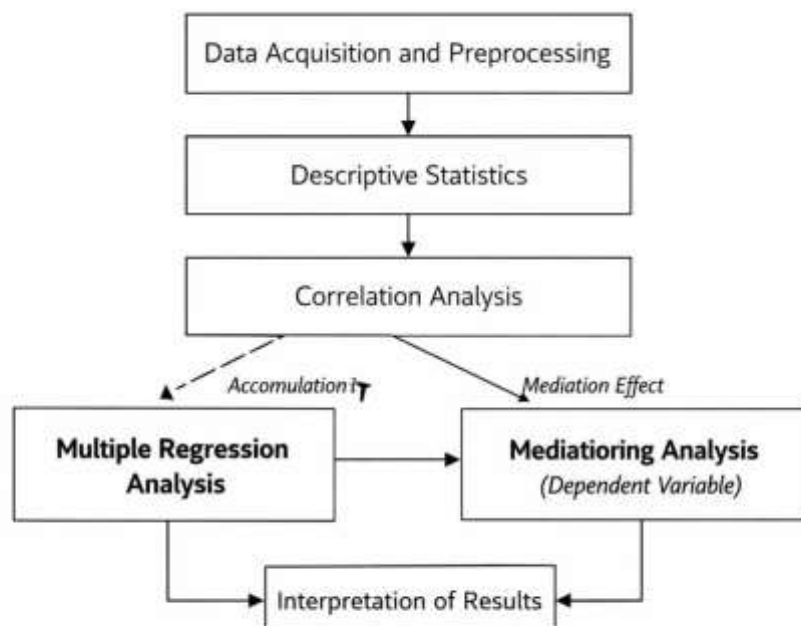 Data Acquisition and Preprocessing
Descriptive Statistics
Correlation Analysis
Accomulation
Mediation Effect
Multiple Regression
Analysis
Mediatioring Analysis
(Dependent Variable)
Interpretation of Results